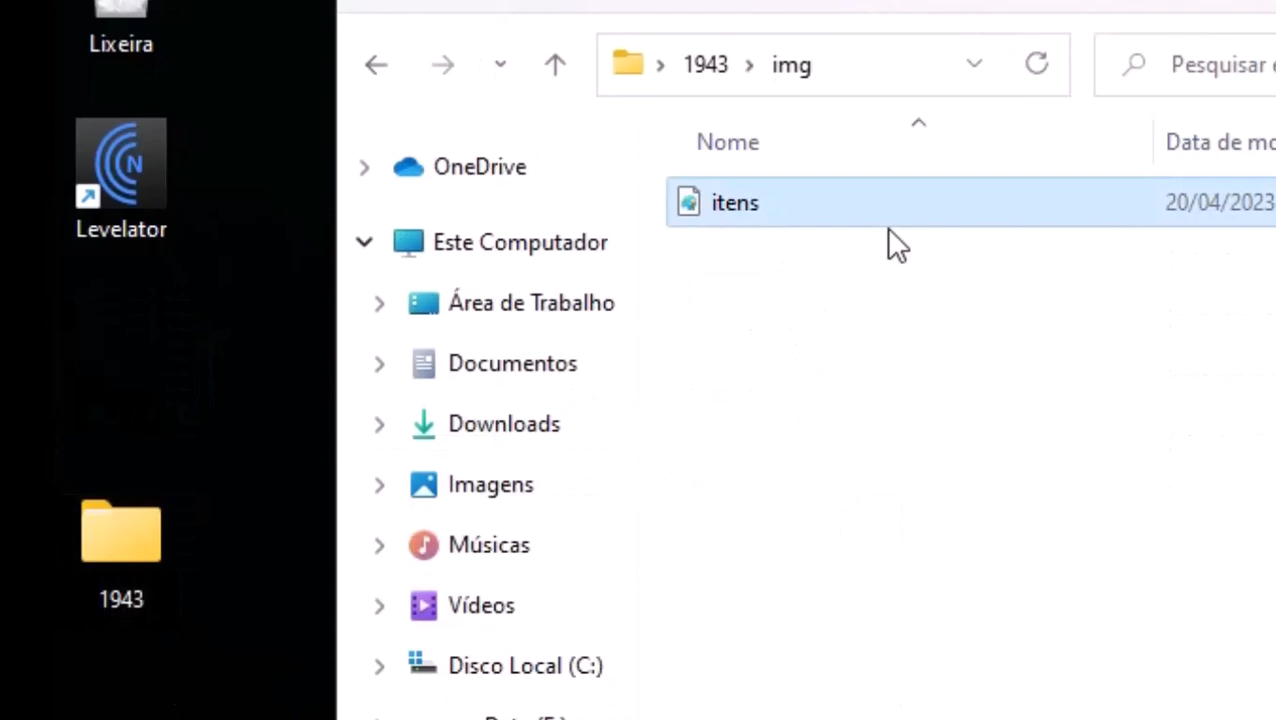 Lixeira
N
Levelator
1943
1943 img
Pesquisar
Nome
Data de
itens
20/04/2023
OneDrive
Este Computador
Área de Trabalho
Documentos
Downloads
Imagens
Músicas
Vídeos
Disco Local (C:)